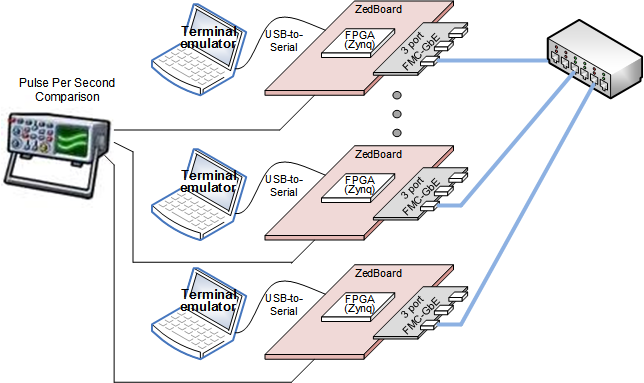 ZedBoard
Terminal
emulator
USB-to-
Serial
FPGA
(Zynq)
3 port
FMC-GbE
Pulse Per Second
Comparison
ZedBoard
Terminal
emulator
USB-to-
Serial
FPGA
(Zynq)
3 port
FMC-GbE
ZedBoard
Terminal
emulator
USB-to-
Serial
FPGA
(Zynq)
3 port
FMC-GbE